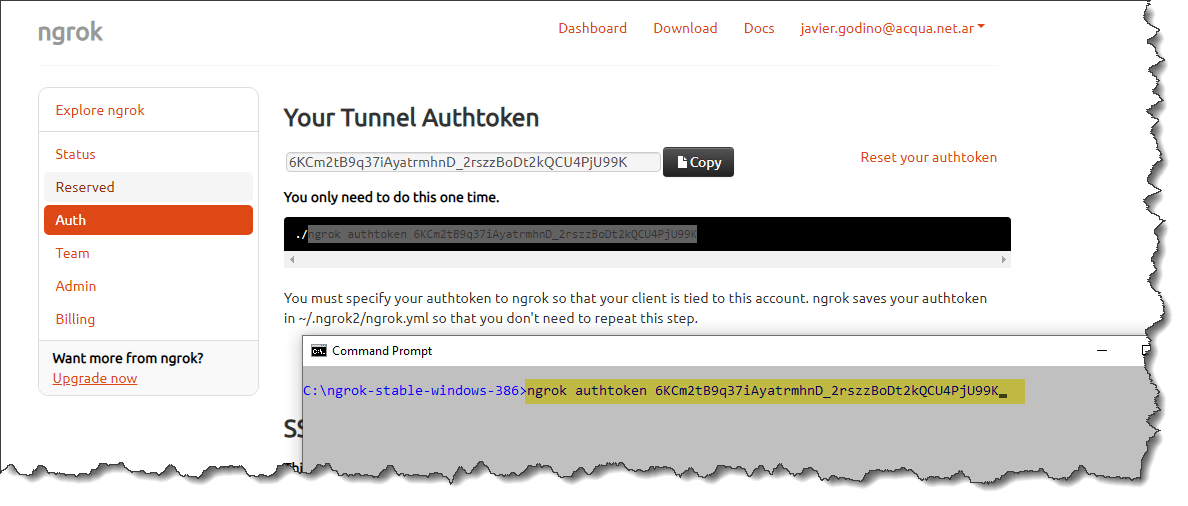 ngrok
Dashboard Download Docs javier.godino@acqua.net.ar
Explore ngrok
Status
Reserved
Auth
Team
Admin
Billing
Want more from ngrok?
Upgrade now
Your Tunnel Authtoken
6KCm2tB9q37iAyatrmhnD_2rszzBoDt2kQCU4PjU99K Copy Reset your authtoken
You only need to do this one time.
./ngrok authtoken 6KCm2tB9q37iAyatrmhnD_2rszzBoDt2kQCU4PjU99K
You must specify your authtoken to ngrok so that your client is tied to this account. ngrok saves your authtoken
in ~/.ngrok2/ngrok.yml so that you don't need to repeat this step.
Command Prompt
C:\ngrok-stable-windows-386>ngrok authtoken 6KCm2tB9q37iAyatrmhnD_2rszzBoDt2kQCU4PjU99K